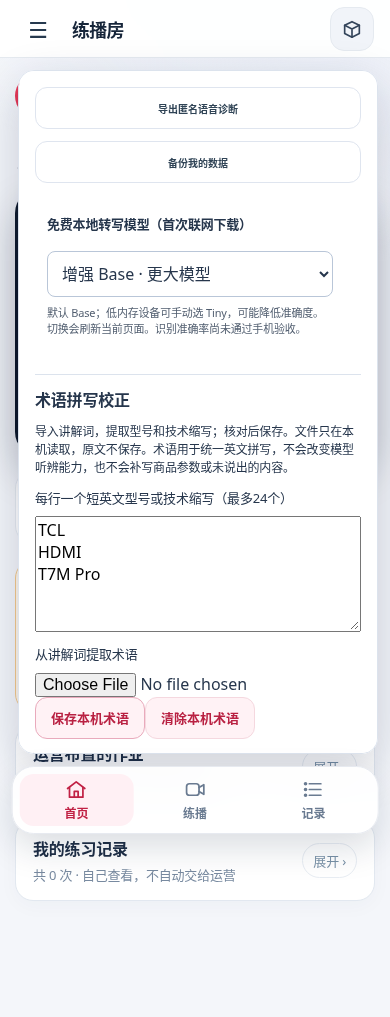 ☰ 练播房
导出匿名语音诊断
备份我的数据
免费本地转写模型（首次联网下载）
增强 Base · 更大模型
默认 Base；低内存设备可手动选 Tiny，可能降低准确度。
切换会刷新当前页面。识别准确率尚未通过手机验收。
术语拼写校正
导入讲解词，提取型号和技术缩写；核对后保存。文件只在本
机读取，原文不保存。术语用于统一英文拼写，不会改变模型
听辨能力，也不会补写商品参数或未说出的内容。
每行一个短英文型号或技术缩写（最多24个）
TCL
HDMI
T7M Pro
从讲解词提取术语
Choose File No file chosen
保存本机术语 清除本机术语
运营布置的作业
展开
首页 练播 记录
我的练习记录
共 0 次 · 自己查看，不自动交给运营
展开 ›